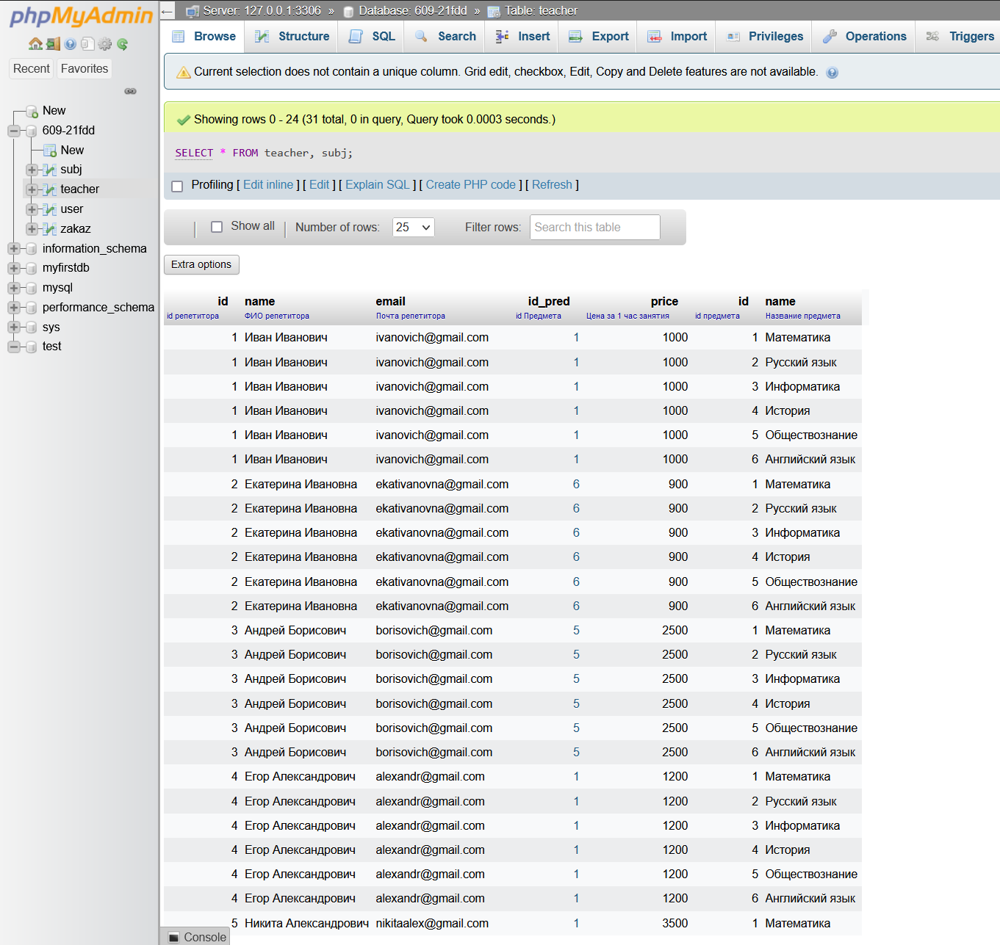 phpMyAdmin
Recent Favorites
New
609-21fdd
New
subj
teacher
user
zakaz
information_schema
myfirstdb
mysql
performance_schema
sys
test
Server: 127.0.0.1:3306 » Database: 609-21fdd » Table: teacher
Browse Structure SQL Search Insert Export Import Privileges Operations Triggers
Current selection does not contain a unique column. Grid edit, checkbox, Edit, Copy and Delete features are not available.
Showing rows 0 - 24 (31 total, 0 in query, Query took 0.0003 seconds.)
SELECT * FROM teacher, subj;
Profiling [ Edit inline ] [ Edit ] [ Explain SQL ] [ Create PHP code ] [ Refresh ]
Show all Number of rows: 25 Filter rows: Search this table
Extra options
id name email id_pred price id name
id репетитора ФИО репетитора Почта репетитора id Предмета Цена за 1 час занятия id предмета Название предмета
1 Иван Иванович ivanovich@gmail.com 1 1000 1 Математика
1 Иван Иванович ivanovich@gmail.com 1 1000 2 Русский язык
1 Иван Иванович ivanovich@gmail.com 1 1000 3 Информатика
1 Иван Иванович ivanovich@gmail.com 1 1000 4 История
1 Иван Иванович ivanovich@gmail.com 1 1000 5 Обществознание
1 Иван Иванович ivanovich@gmail.com 1 1000 6 Английский язык
2 Екатерина Ивановна ekativanovna@gmail.com 6 900 1 Математика
2 Екатерина Ивановна ekativanovna@gmail.com 6 900 2 Русский язык
2 Екатерина Ивановна ekativanovna@gmail.com 6 900 3 Информатика
2 Екатерина Ивановна ekativanovna@gmail.com 6 900 4 История
2 Екатерина Ивановна ekativanovna@gmail.com 6 900 5 Обществознание
2 Екатерина Ивановна ekativanovna@gmail.com 6 900 6 Английский язык
3 Андрей Борисович borisovich@gmail.com 5 2500 1 Математика
3 Андрей Борисович borisovich@gmail.com 5 2500 2 Русский язык
3 Андрей Борисович borisovich@gmail.com 5 2500 3 Информатика
3 Андрей Борисович borisovich@gmail.com 5 2500 4 История
3 Андрей Борисович borisovich@gmail.com 5 2500 5 Обществознание
3 Андрей Борисович borisovich@gmail.com 5 2500 6 Английский язык
4 Егор Александрович alexandr@gmail.com 1 1200 1 Математика
4 Егор Александрович alexandr@gmail.com 1 1200 2 Русский язык
4 Егор Александрович alexandr@gmail.com 1 1200 3 Информатика
4 Егор Александрович alexandr@gmail.com 1 1200 4 История
4 Егор Александрович alexandr@gmail.com 1 1200 5 Обществознание
4 Егор Александрович alexandr@gmail.com 1 1200 6 Английский язык
5 Никита Александрович nikitaalex@gmail.com 1 3500 1 Математика
Console